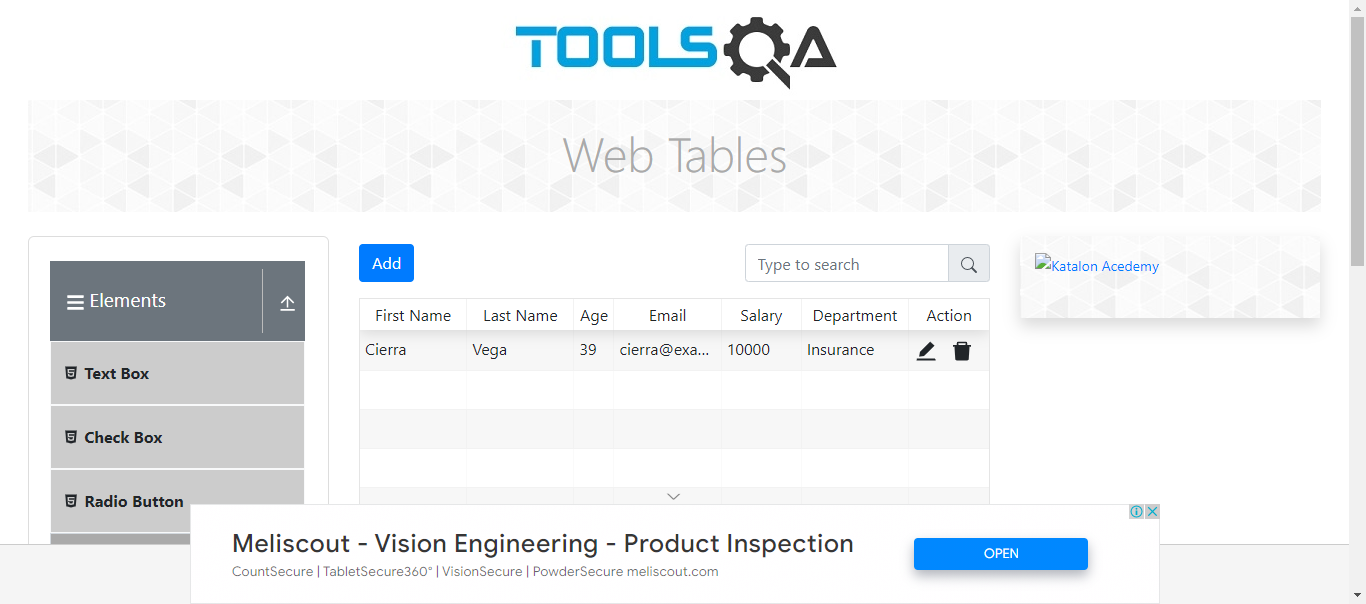 TOOLSQA
Web Tables
Elements
Text Box
Check Box
Radio Button
Add
Type to search
First Name Last Name Age Email Salary Department Action
Cierra Vega 39 cierra@exa... 10000 Insurance
Katalon Acedemy
Meliscout - Vision Engineering - Product Inspection
CountSecure | TabletSecure360° | VisionSecure | PowderSecure meliscout.com
OPEN